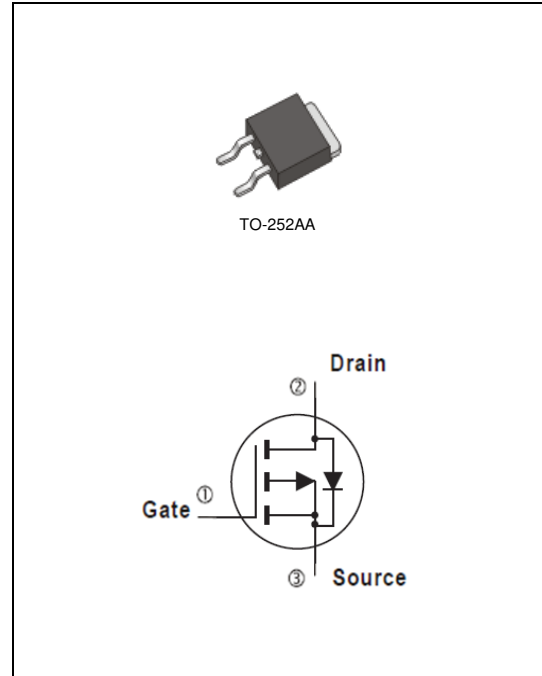 TO-252AA
Drain
②
①
Gate
③
Source